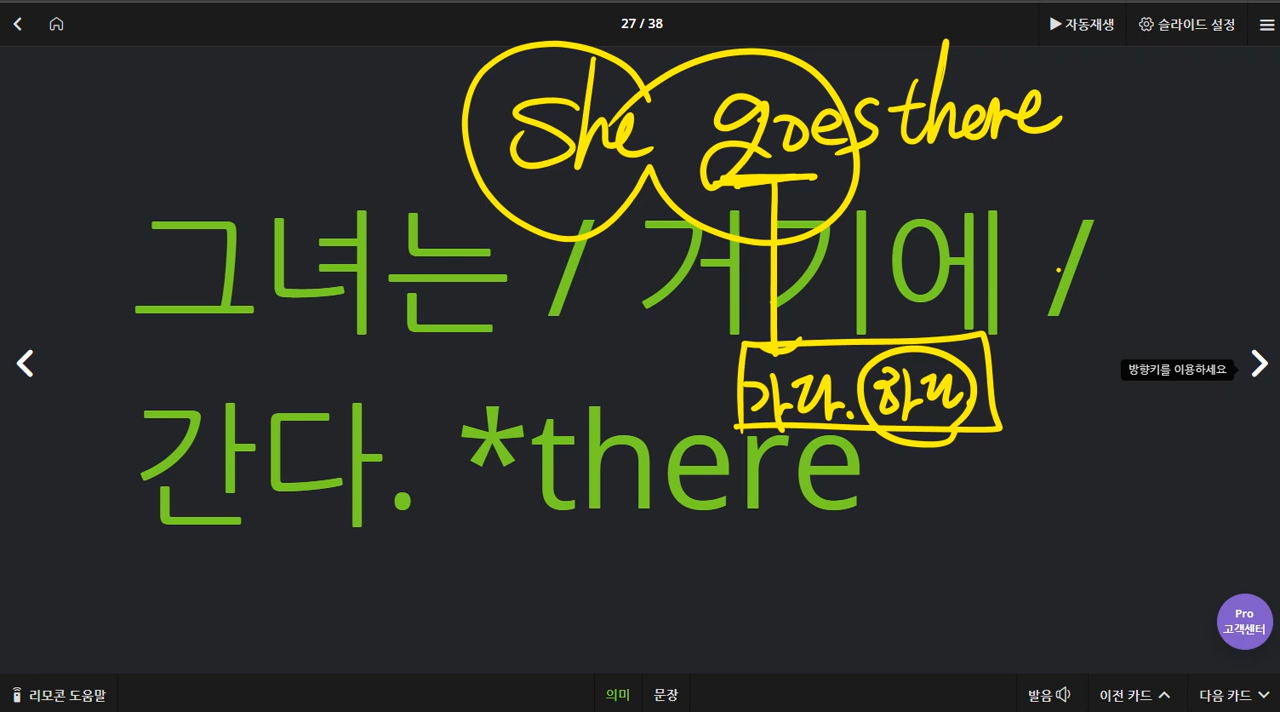 27 / 38
자동재생
슬라이드 설정
She goes there
그녀는 / 거기에 /
방향키를 이용하세요
가라.
간다. *there
Pro
고객센터
리모콘 도움말
의미
문장
발음
이전 카드
다음 카드